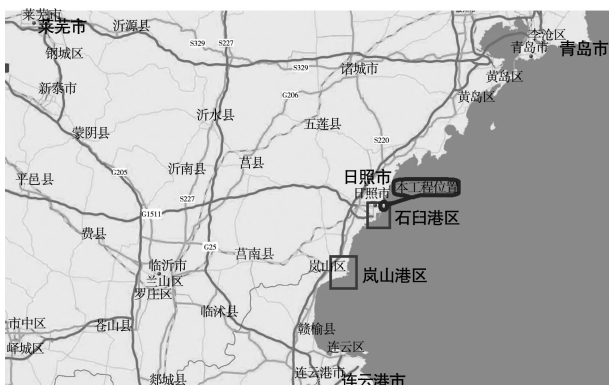 莱芜市
莱芜市
沂源县
钢城区
新泰市
S329
S227
S329
诸城市
G206
李沧区
青岛市
青岛市
黄岛区
黄岛区
沂水县
五莲县
蒙阴县
S220
G205
沂南县
莒县
平邑县
S227
日照市
日照市
本工程位置
G1511
石臼港区
费县
G25
莒南县
临沂市
兰山区
罗庄区
岚山区
岚山港区
临沭县
市中区
苍山县
峄城区
赣榆县
连云区
郯城县
连云港市
连云港市